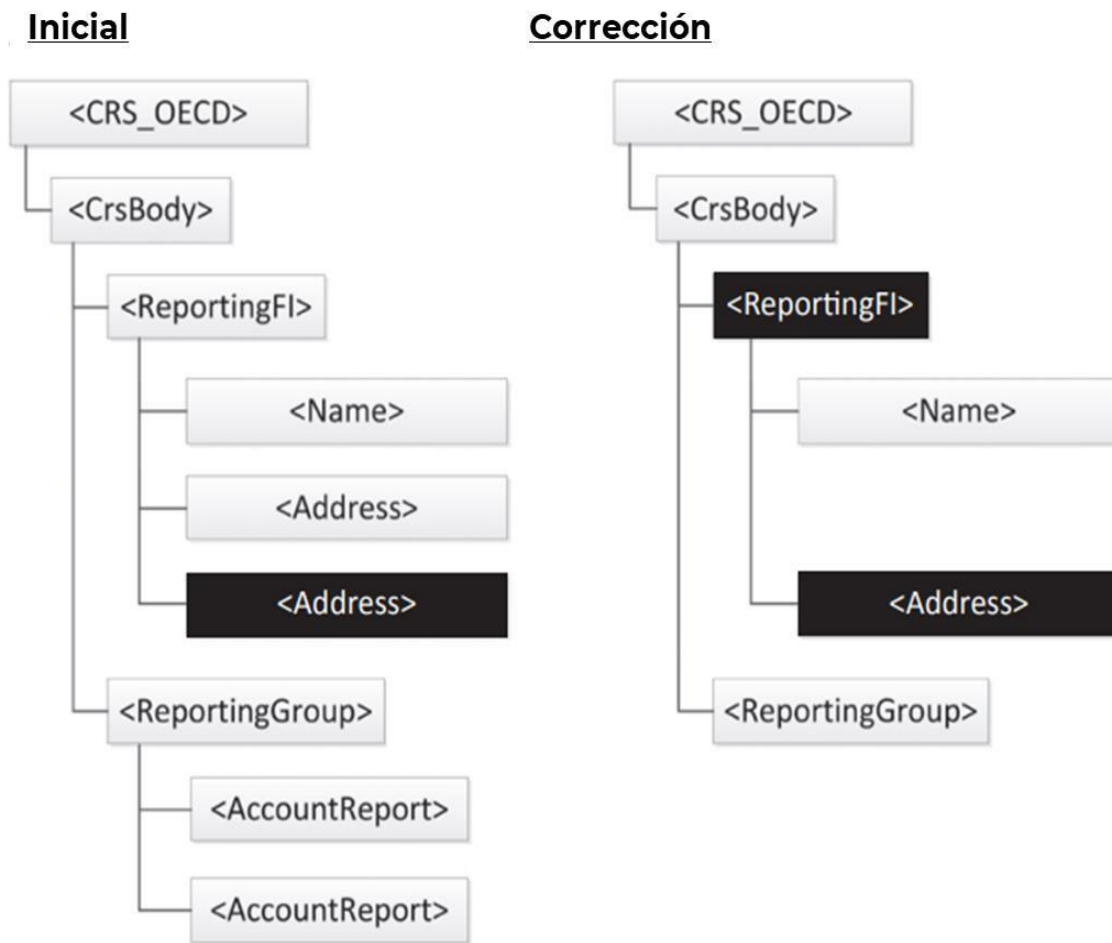 Inicial
Corrección
<CRS_OECD>
<CrsBody>
<ReportingFI>
<Name>
<Address>
<Address>
<ReportingGroup>
<AccountReport>
<AccountReport>
<CRS_OECD>
<CrsBody>
<ReportingFI>
<Name>
<Address>
<ReportingGroup>